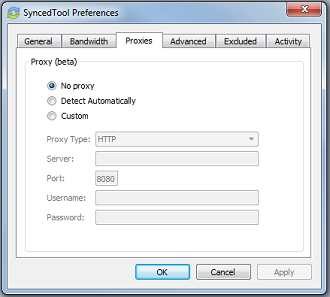 SyncedTool Preferences
General Bandwidth Proxies Advanced Excluded Activity
Proxy (beta)
No proxy
Detect Automatically
Custom
Proxy Type: HTTP
Server:
Port: 8080
Username:
Password:
OK Cancel Apply